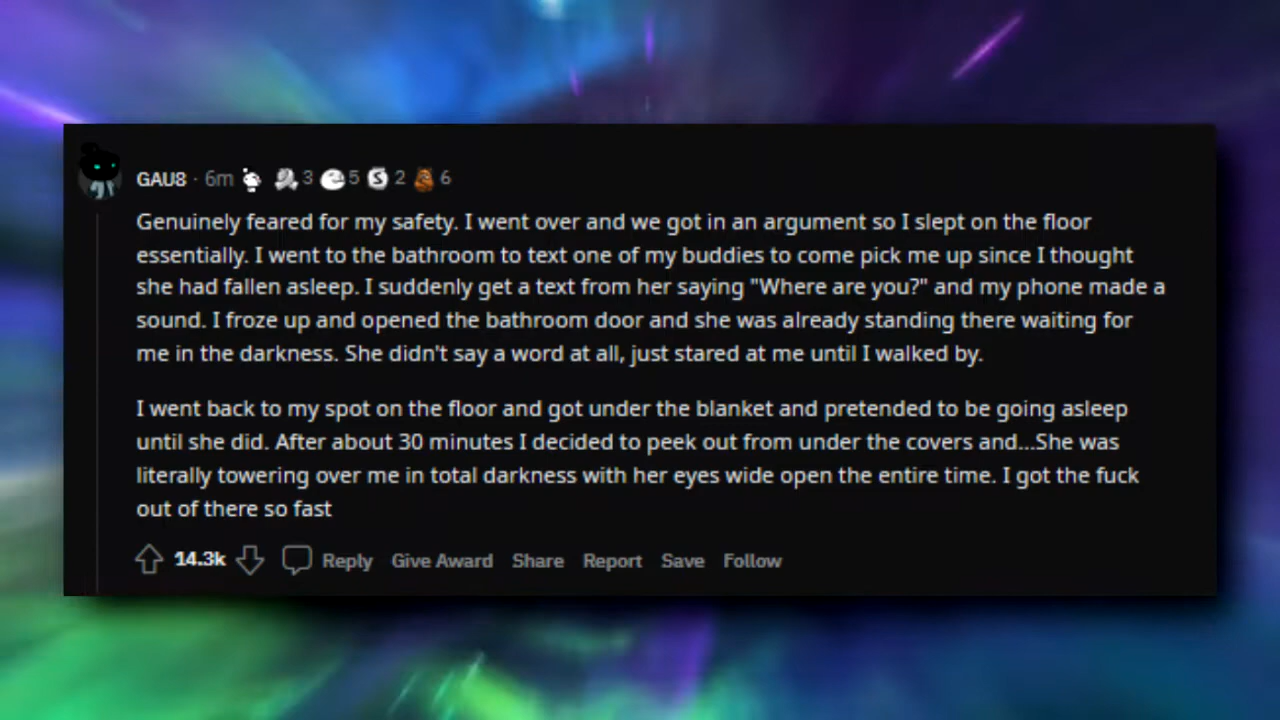 GAU8 · 6m 3 5 S 2 6
Genuinely feared for my safety. I went over and we got in an argument so I slept on the floor
essentially. I went to the bathroom to text one of my buddies to come pick me up since I thought
she had fallen asleep. I suddenly get a text from her saying "Where are you?" and my phone made a
sound. I froze up and opened the bathroom door and she was already standing there waiting for
me in the darkness. She didn't say a word at all, just stared at me until I walked by.
I went back to my spot on the floor and got under the blanket and pretended to be going asleep
until she did. After about 30 minutes I decided to peek out from under the covers and...She was
literally towering over me in total darkness with her eyes wide open the entire time. I got the fuck
out of there so fast
14.3k Reply Give Award Share Report Save Follow